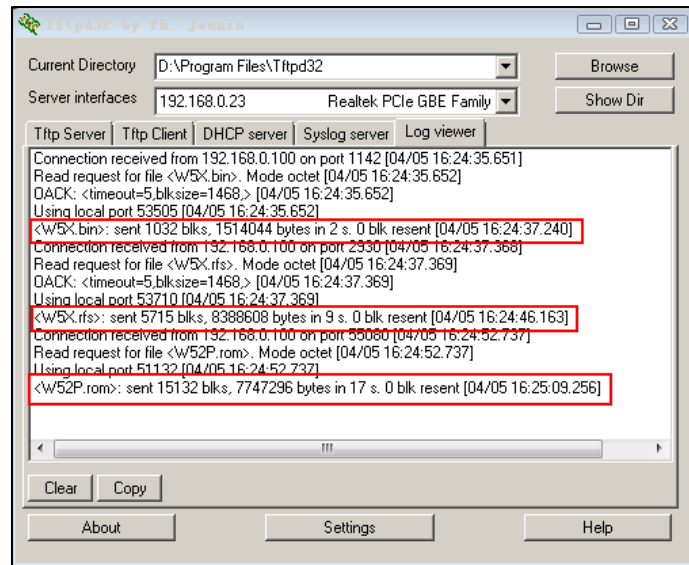 Tftpd32 by Ph. Jounin
Current Directory D:\Program Files\Tftpd32 Browse
Server interfaces 192.168.0.23 Realtek PCIe GBE Family Show Dir
Tftp Server Tftp Client DHCP server Syslog server Log viewer
Connection received from 192.168.0.100 on port 1142 [04/05 16:24:35.651]
Read request for file <W5X.bin>. Mode octet [04/05 16:24:35.652]
OACK: <timeout=5,blksize=1468,> [04/05 16:24:35.652]
Using local port 53505 [04/05 16:24:35.652]
<W5X.bin>: sent 1032 blks, 1514044 bytes in 2 s. 0 blk resent [04/05 16:24:37.240]
Connection received from 192.168.0.100 on port 2930 [04/05 16:24:37.368]
Read request for file <W5X.rfs>. Mode octet [04/05 16:24:37.369]
OACK: <timeout=5,blksize=1468,> [04/05 16:24:37.369]
Using local port 53710 [04/05 16:24:37.369]
<W5X.rfs>: sent 5715 blks, 8388608 bytes in 9 s. 0 blk resent [04/05 16:24:46.163]
Connection received from 192.168.0.100 on port 55080 [04/05 16:24:52.737]
Read request for file <W52P.rom>. Mode octet [04/05 16:24:52.737]
Using local port 51132 [04/05 16:24:52.737]
<W52P.rom>: sent 15132 blks, 7747296 bytes in 17 s. 0 blk resent [04/05 16:25:09.256]
Clear Copy
About Settings Help